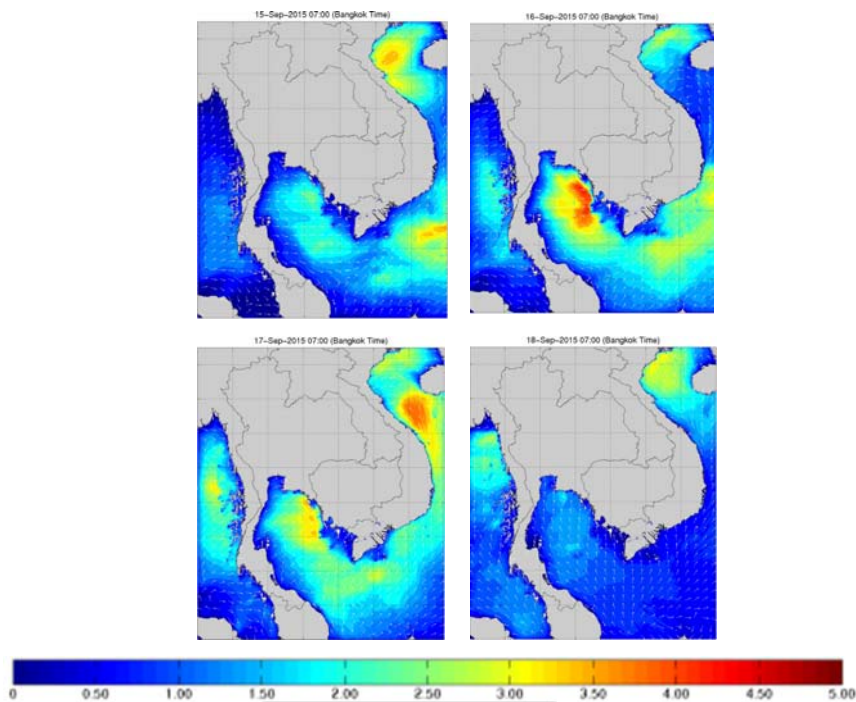 15-Sep-2015 07:00 (Bangkok Time)
16-Sep-2015 07:00 (Bangkok Time)
17-Sep-2015 07:00 (Bangkok Time)
18-Sep-2015 07:00 (Bangkok Time)
0 0.50 1.00 1.50 2.00 2.50 3.00 3.50 4.00 4.50 5.00